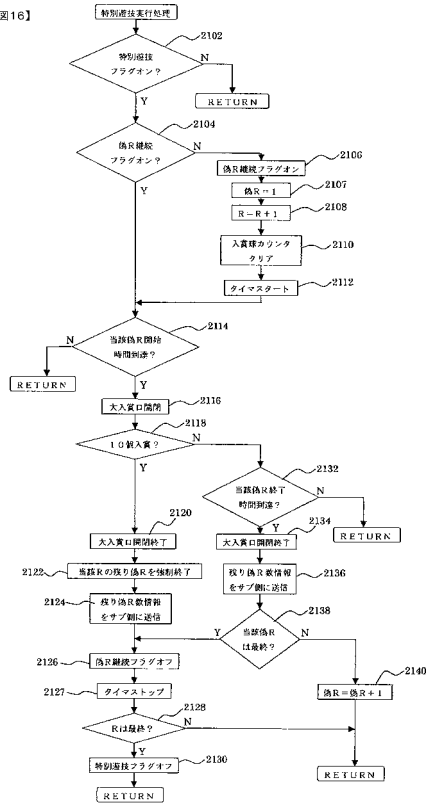 【図16】
特別遊技実行処理
2102
特別遊技
フラグオン？
N
RETURN
Y
2104
偽R継続
フラグオン？
N
2106
偽R継続フラグオン
2107
偽R＝1
2108
R＝R＋1
Y
2110
入賞球カウンタ
クリア
2112
タイマスタート
2114
当該偽R開始
時間到達？
N
RETURN
Y
2116
大入賞口開閉
2118
10個入賞？
N
Y
2132
当該偽R終了
時間到達？
N
RETURN
2120
Y
2134
大入賞口開閉終了
大入賞口開閉終了
2122
当該Rの残り偽Rを強制終了
残り偽R数情報
をサブ側に送信
2136
2124
残り偽R数情報
をサブ側に送信
2138
当該偽R
は最終？
Y
N
2126
偽R継続フラグオフ
2140
偽R＝偽R＋1
2127
タイマストップ
2128
Rは最終？
N
Y
2130
特別遊技フラグオフ
RETURN
RETURN